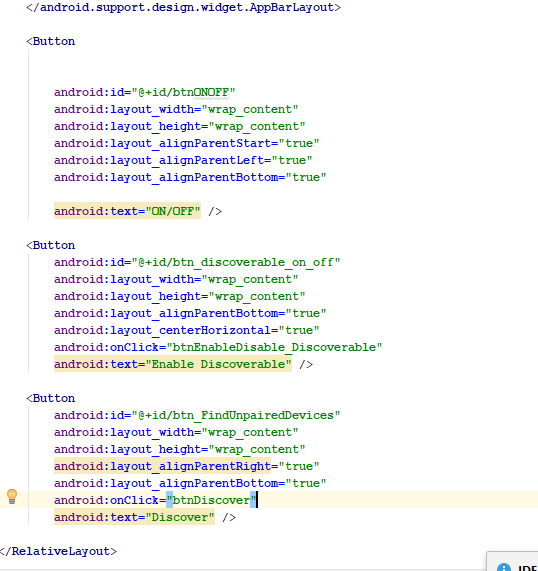 </android.support.design.widget.AppBarLayout>
<Button
android:id="@+id/btnONOFF"
android:layout_width="wrap_content"
android:layout_height="wrap_content"
android:layout_alignParentStart="true"
android:layout_alignParentLeft="true"
android:layout_alignParentBottom="true"
android:text="ON/OFF" />
<Button
android:id="@+id/btn_discoverable_on_off"
android:layout_width="wrap_content"
android:layout_height="wrap_content"
android:layout_alignParentBottom="true"
android:layout_centerHorizontal="true"
android:onClick="btnEnableDisable_Discoverable"
android:text="Enable Discoverable" />
<Button
android:id="@+id/btn_FindUnpairedDevices"
android:layout_width="wrap_content"
android:layout_height="wrap_content"
android:layout_alignParentRight="true"
android:layout_alignParentBottom="true"
android:onClick="btnDiscover"
android:text="Discover" />
</RelativeLayout>